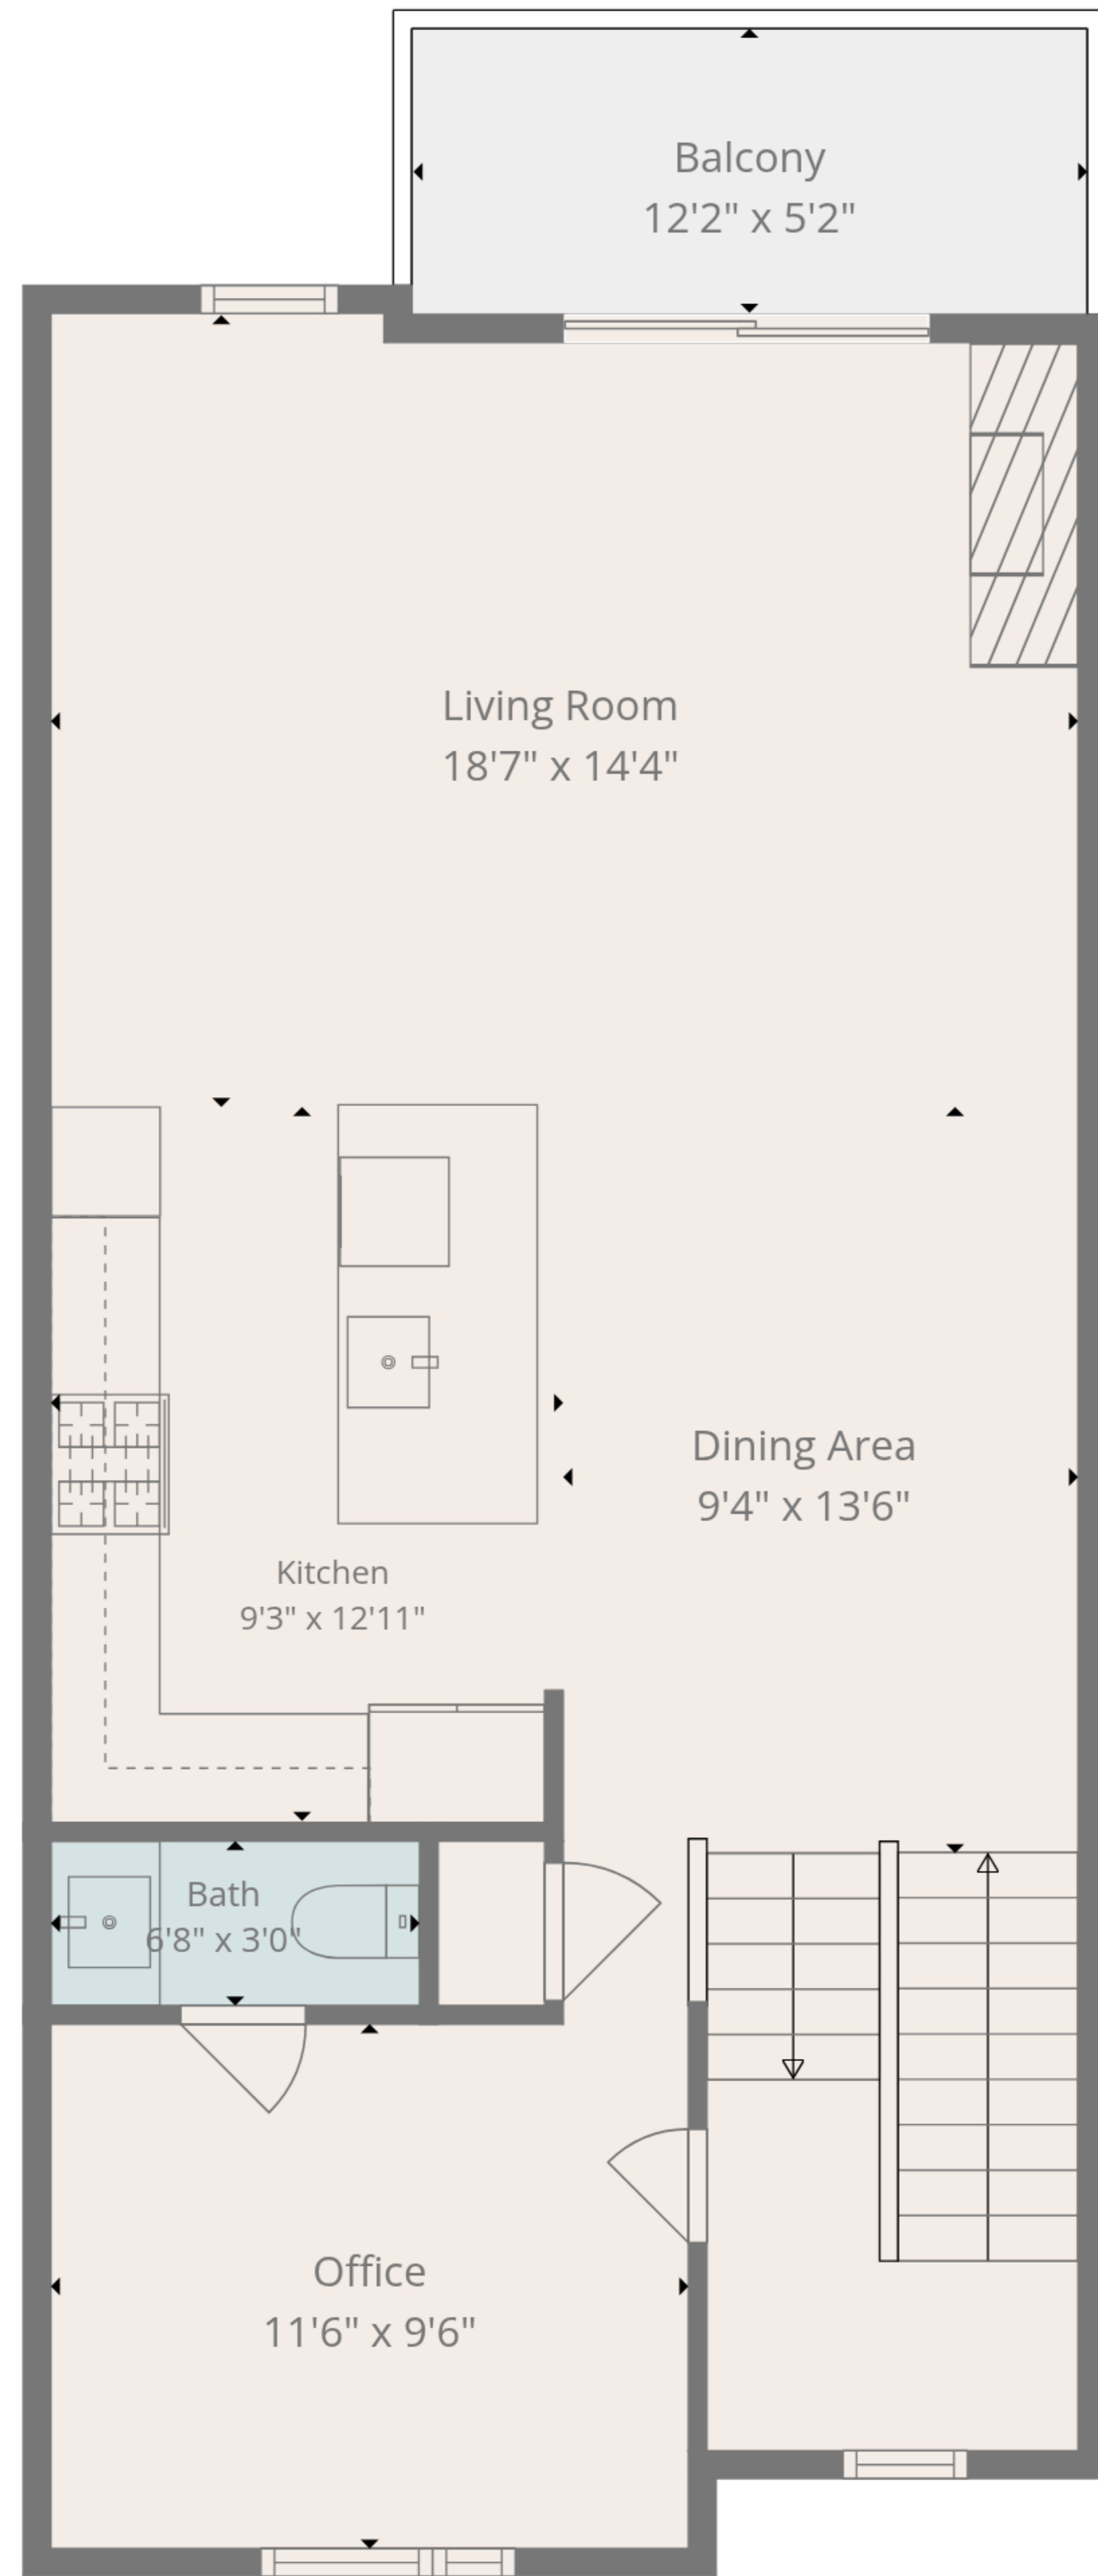 Balcony
12'2" x 5'2"
Living Room
18'7" x 14'4"
Dining Area
9'4" x 13'6"
Kitchen
9'3" x 12'11"
Bath
6'8" x 3'0"
Office
11'6" x 9'6"